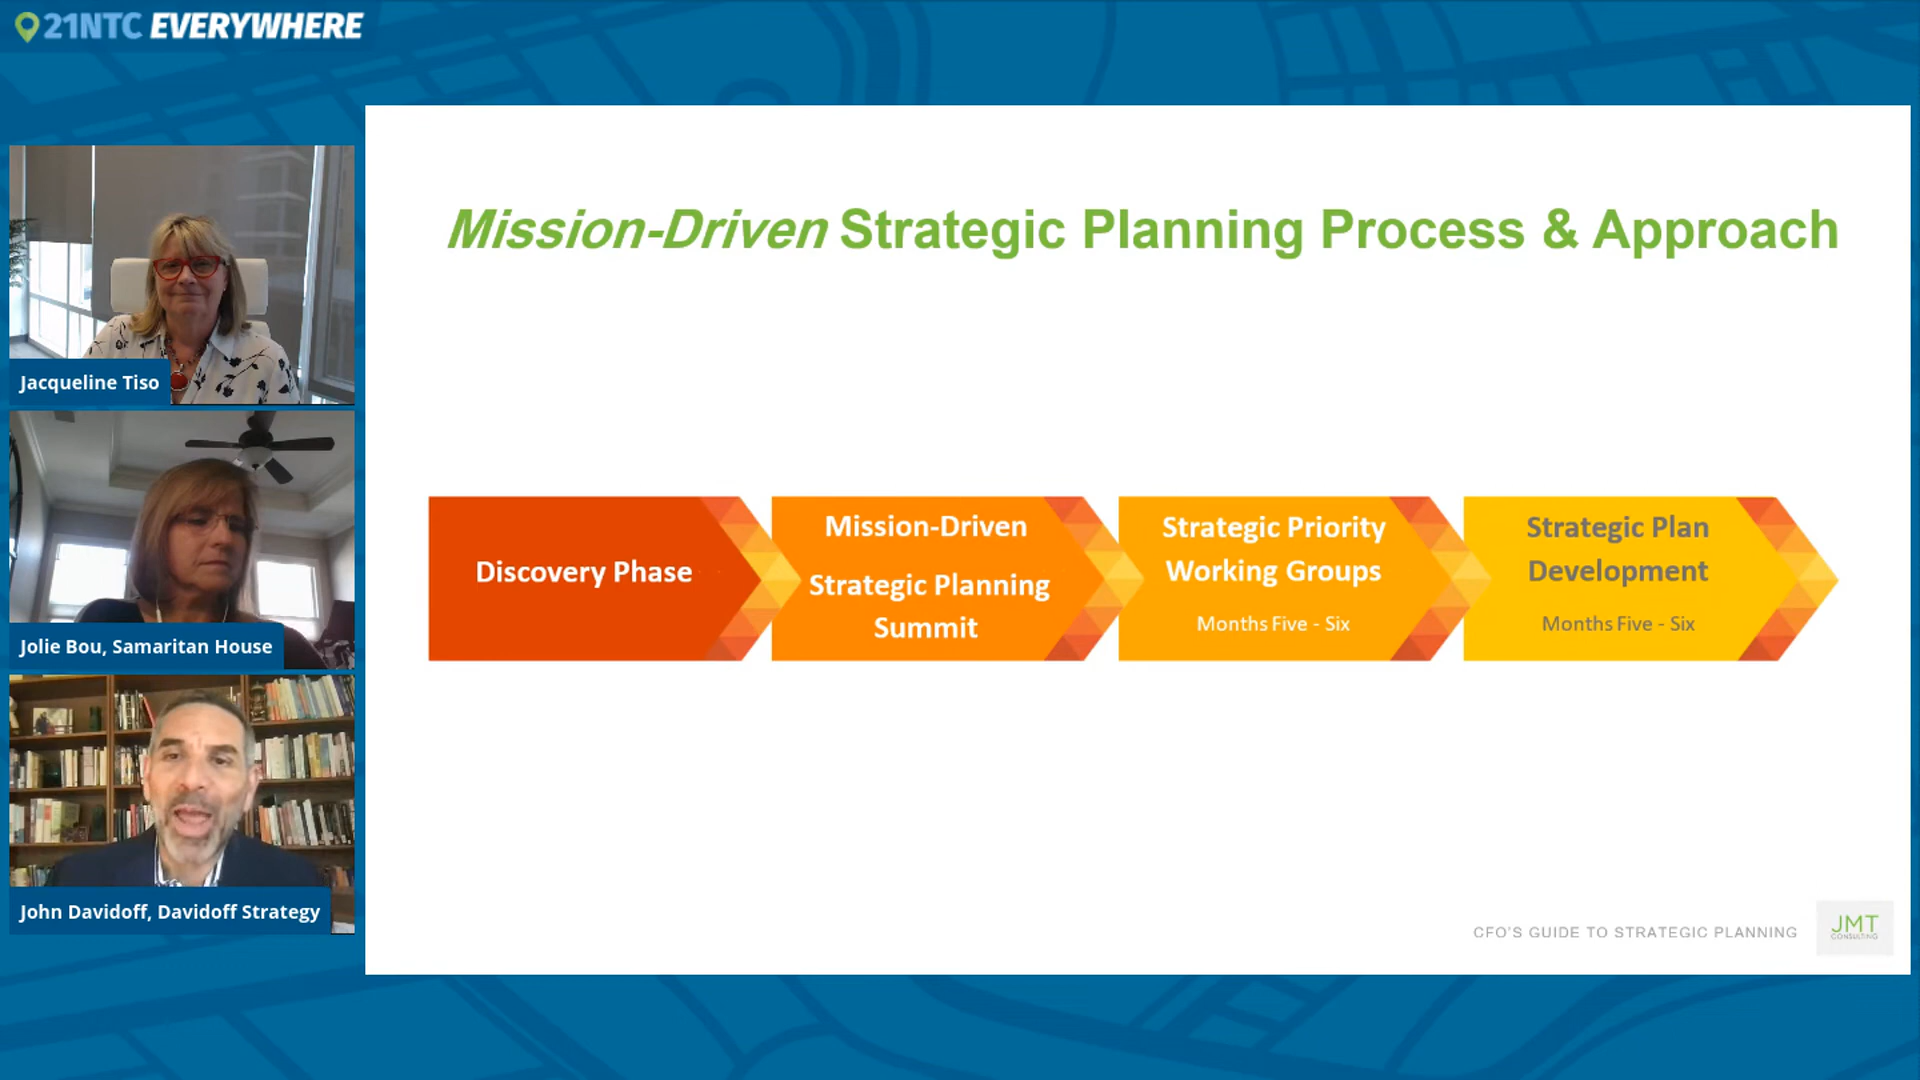 21NTC EVERYWHERE
Mission-Driven Strategic Planning Process & Approach
Jacqueline Tiso
Jolie Bou, Samaritan House
John Davidoff, Davidoff Strategy
Discovery Phase
Mission-Driven
Strategic Planning
Summit
Strategic Priority
Working Groups
Months Five - Six
Strategic Plan
Development
Months Five - Six
CFO'S GUIDE TO STRATEGIC PLANNING
JMT
CONSULTING